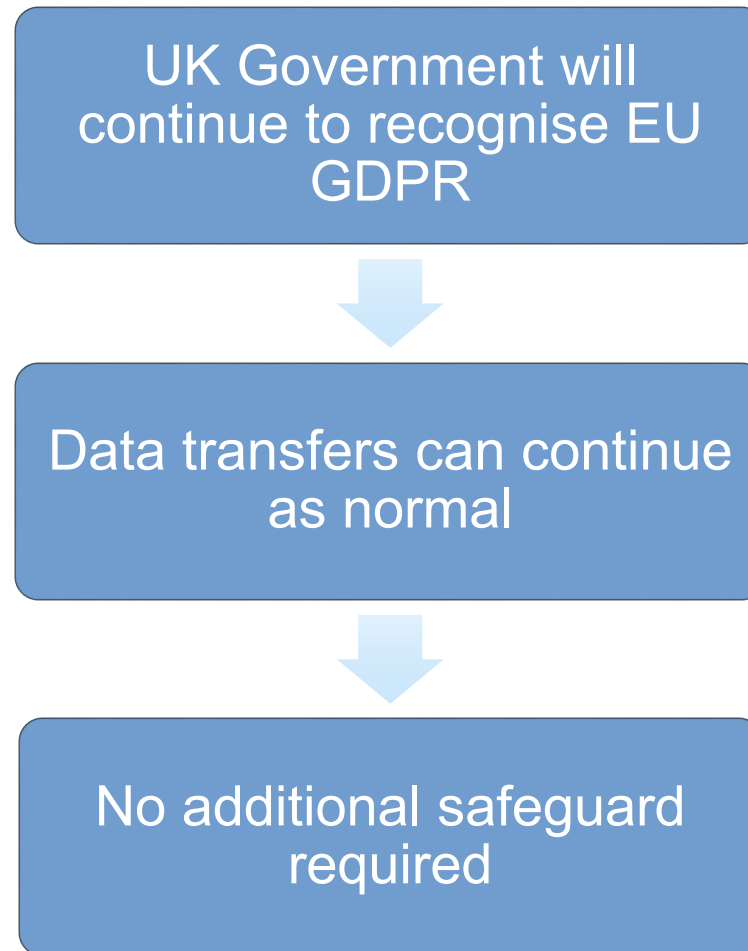 UK Government will
continue to recognise EU
GDPR
Data transfers can continue
as normal
No additional safeguard
required